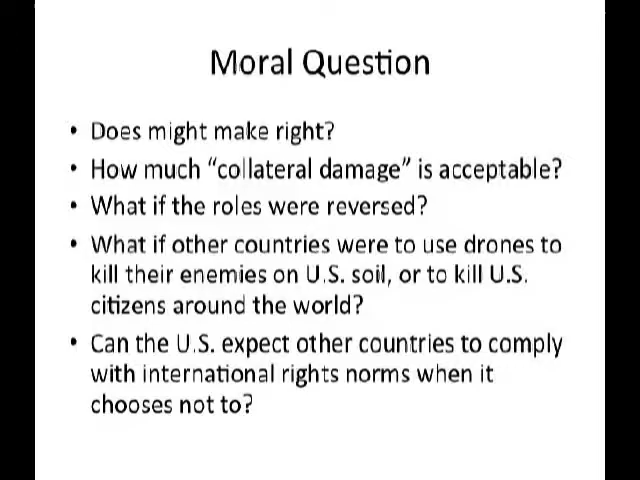 Moral Question
• Does might make right?
• How much “collateral damage” is acceptable?
• What if the roles were reversed?
• What if other countries were to use drones to
kill their enemies on U.S. soil, or to kill U.S.
citizens around the world?
• Can the U.S. expect other countries to comply
with international rights norms when it
chooses not to?